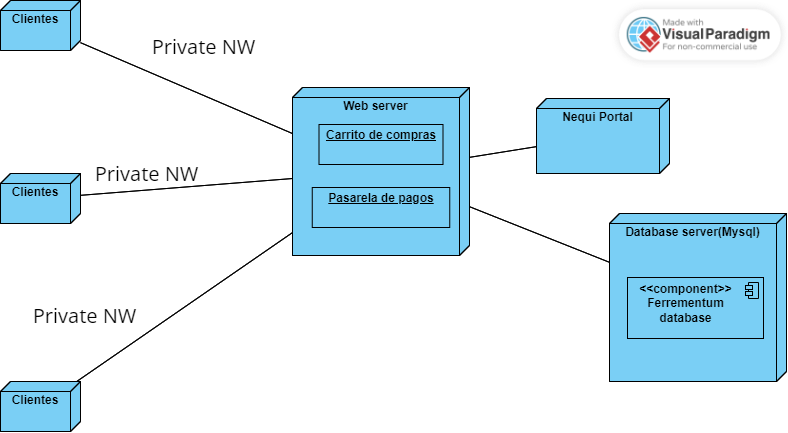 Clientes
Made with
Visual Paradigm
For non-commercial use
Private NW
Web server
Carrito de compras
Nequi Portal
Private NW
Clientes
Pasarela de pagos
Database server(Mysql)
<<component>>
Ferrementum
database
Private NW
Clientes